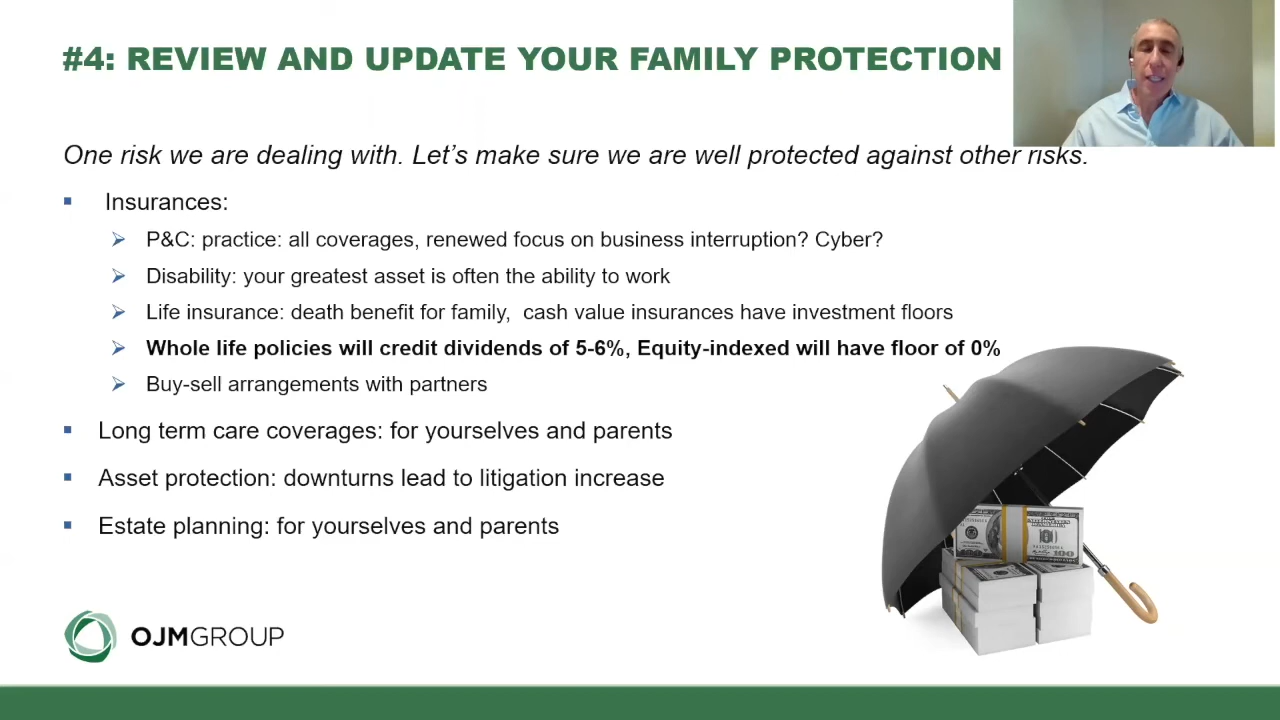 #4: REVIEW AND UPDATE YOUR FAMILY PROTECTION
One risk we are dealing with. Let's make sure we are well protected against other risks.
Insurances:
P&C: practice: all coverages, renewed focus on business interruption? Cyber?
Disability: your greatest asset is often the ability to work
Life insurance: death benefit for family, cash value insurances have investment floors
Whole life policies will credit dividends of 5-6%, Equity-indexed will have floor of 0%
Buy-sell arrangements with partners
Long term care coverages: for yourselves and parents
Asset protection: downturns lead to litigation increase
Estate planning: for yourselves and parents
100
OJMGROUP